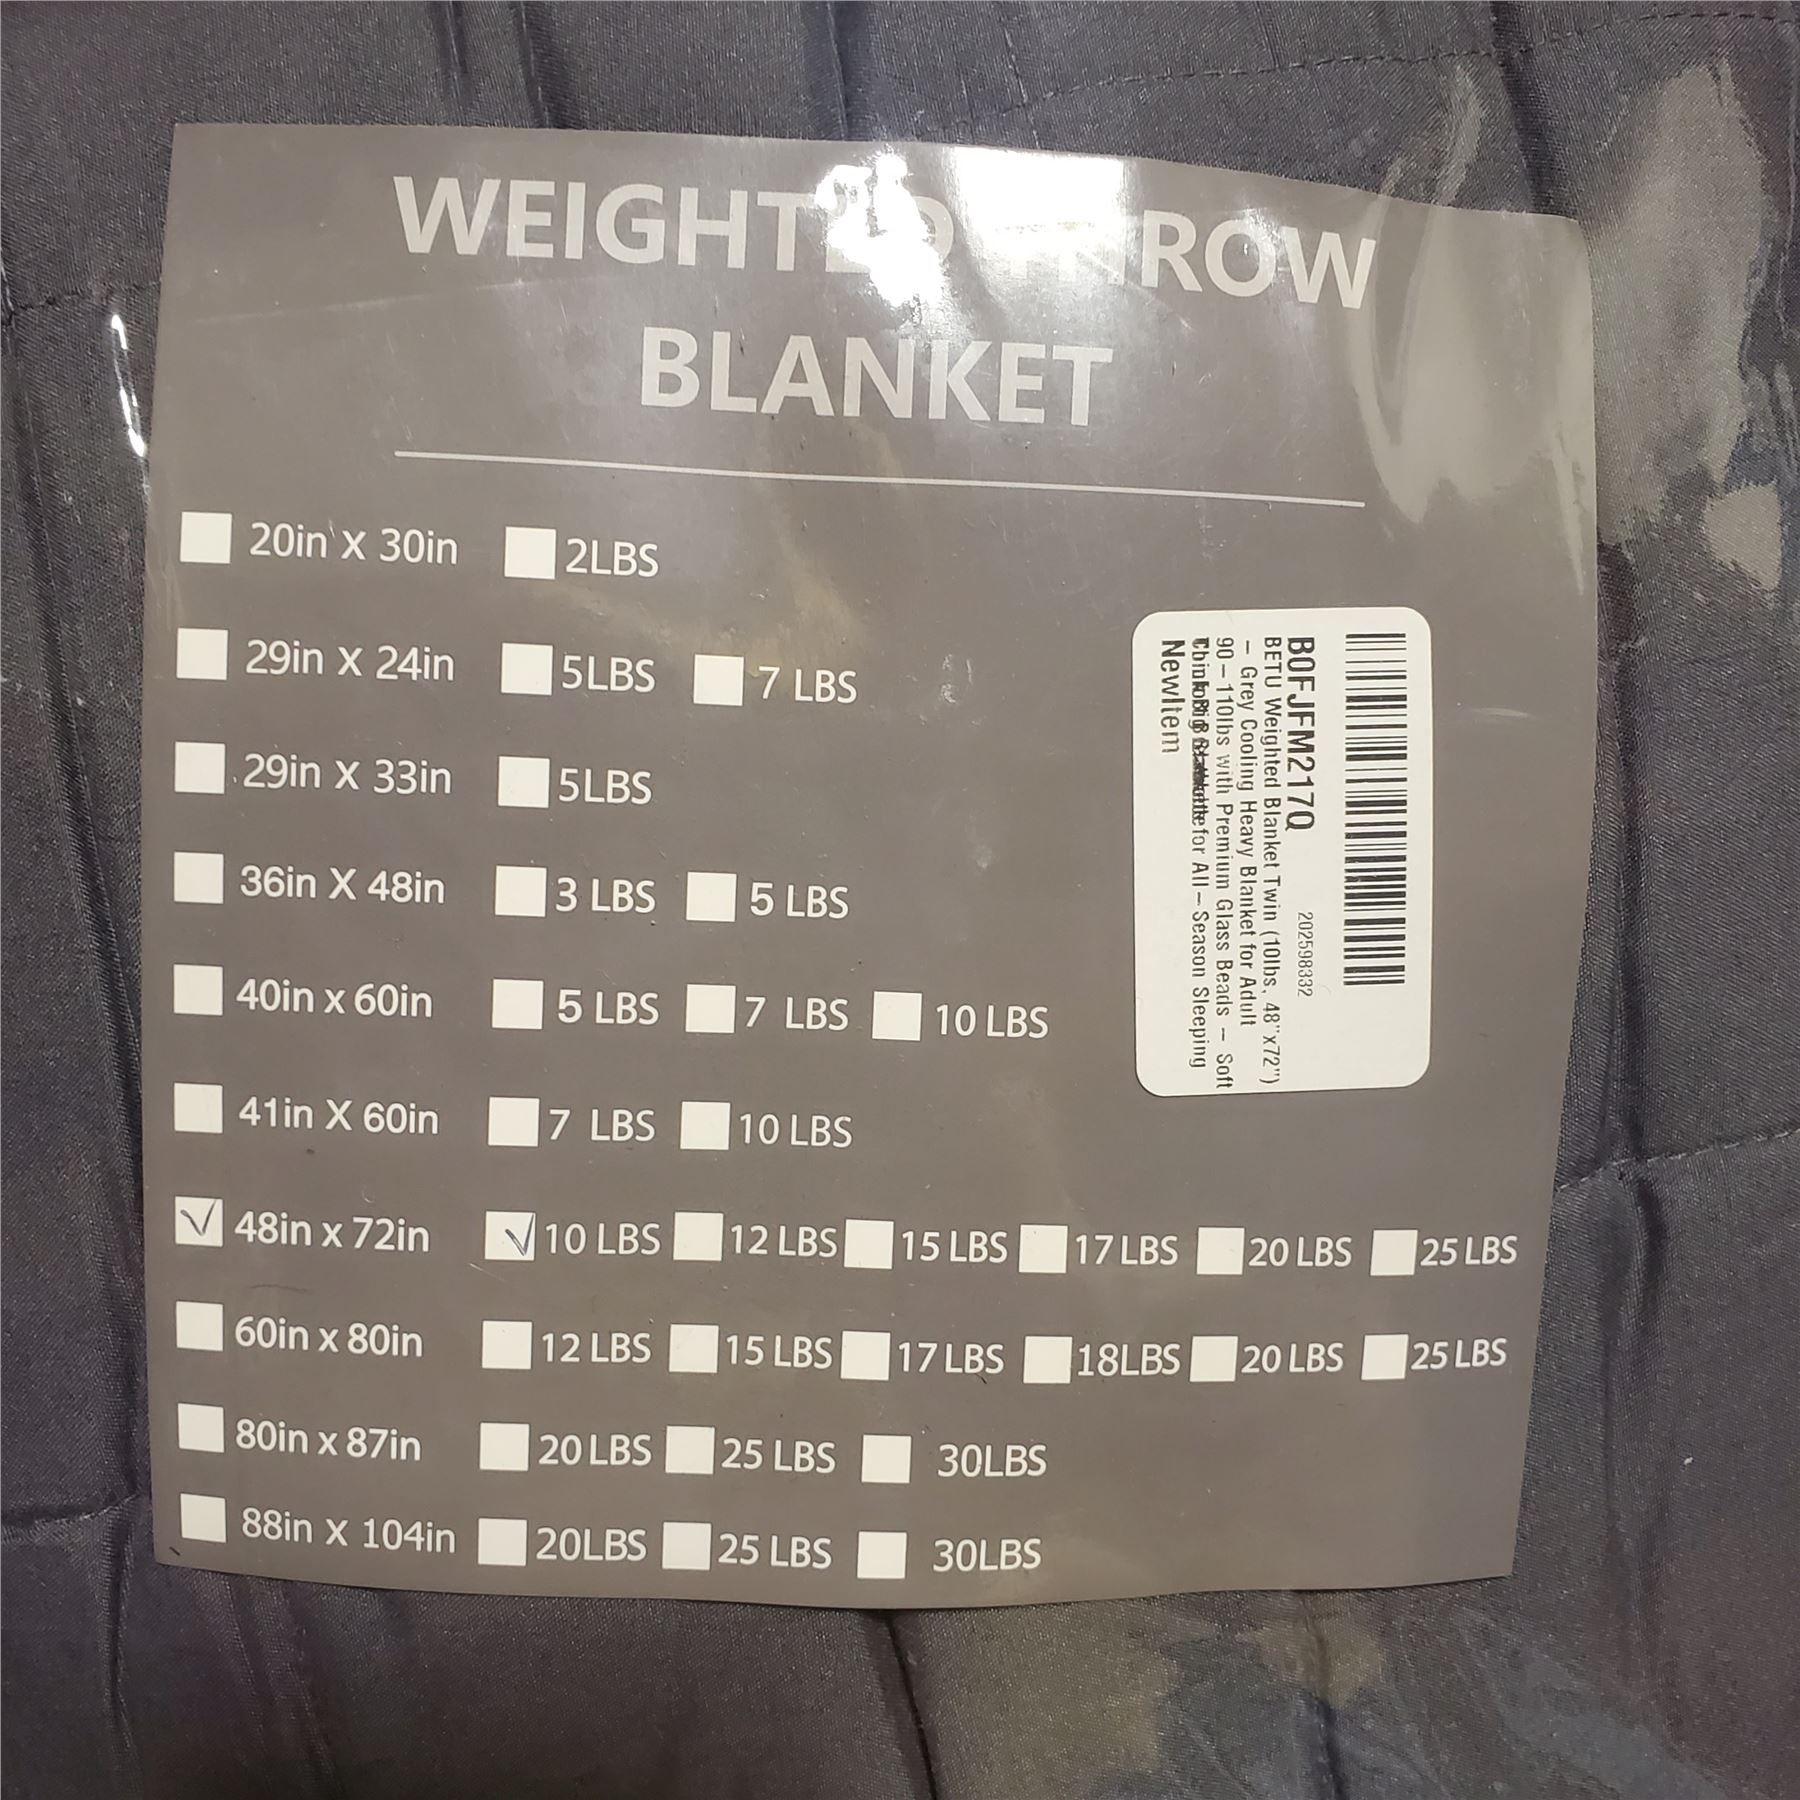 WEIGHTED THROW
BLANKET
20in X 30in 2LBS
29in X 24in 5LBS 7 LBS
29in X 33in 5LBS
36in X 48in 3 LBS 5 LBS
40in x 60in 5 LBS 7 LBS 10 LBS
41in X 60in 7 LBS 10 LBS
48in x 72in 10 LBS 12 LBS 15 LBS 17 LBS 20 LBS 25 LBS
60in x 80in 12 LBS 15 LBS 17 LBS 18LBS 20 LBS 25 LBS
80in x 87in 20 LBS 25 LBS 30LBS
88in X 104in 20LBS 25 LBS 30LBS
B0FJFM217Q 202598332
BETU Weighted Blanket Twin (10lbs, 48"x72")
- Grey Cooling Heavy Blanket for Adult
90-110lbs with Premium Glass Beads - Soft
for All-Season Sleeping
NewItem